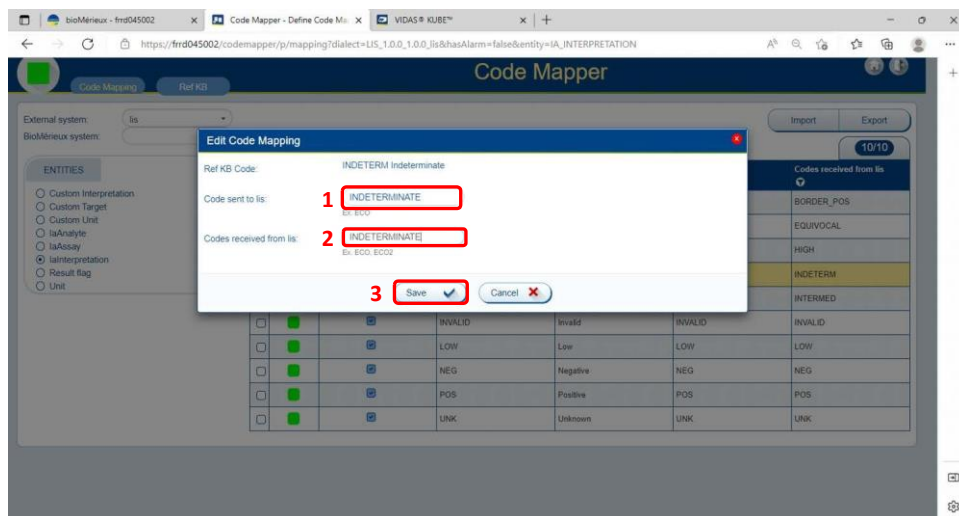 bioMérieux - frrd045002
Code Mapper - Define Code Ma
VIDAS® KUBE™
https://frrd045002/codemapper/p/mapping?dialect=LIS_1.0.0_1.0.0_lis&hasAlarm=false&entity=IA_INTERPRETATION
Code Mapper
Code Mapping Ref KB
External system: lis
BioMérieux system:
Import Export
10/10
ENTITIES
Custom Interpretation
Custom Target
Custom Unit
IaAnalyte
IaAssay
IaInterpretation
Result flag
Unit
Edit Code Mapping
Ref KB Code: INDETERM Indeterminate
Code sent to lis: 1 INDETERMINATE
Ex. ECO
Codes received from lis: 2 INDETERMINATE
Ex. ECO, ECO2
3 Save Cancel
Codes received from lis
BORDER_POS
EQUIVOCAL
HIGH
INDETERM
INTERMED
INVALID Invalid INVALID INVALID
LOW Low LOW LOW
NEG Negative NEG NEG
POS Positive POS POS
UNK Unknown UNK UNK